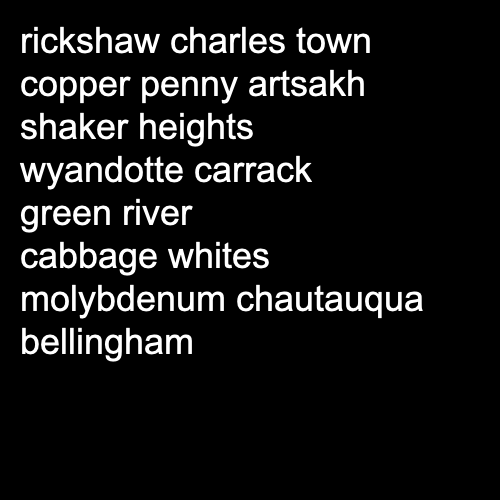 rickshaw charles town
copper penny artsakh
shaker heights
wyandotte carrack
green river
cabbage whites
molybdenum chautauqua
bellingham